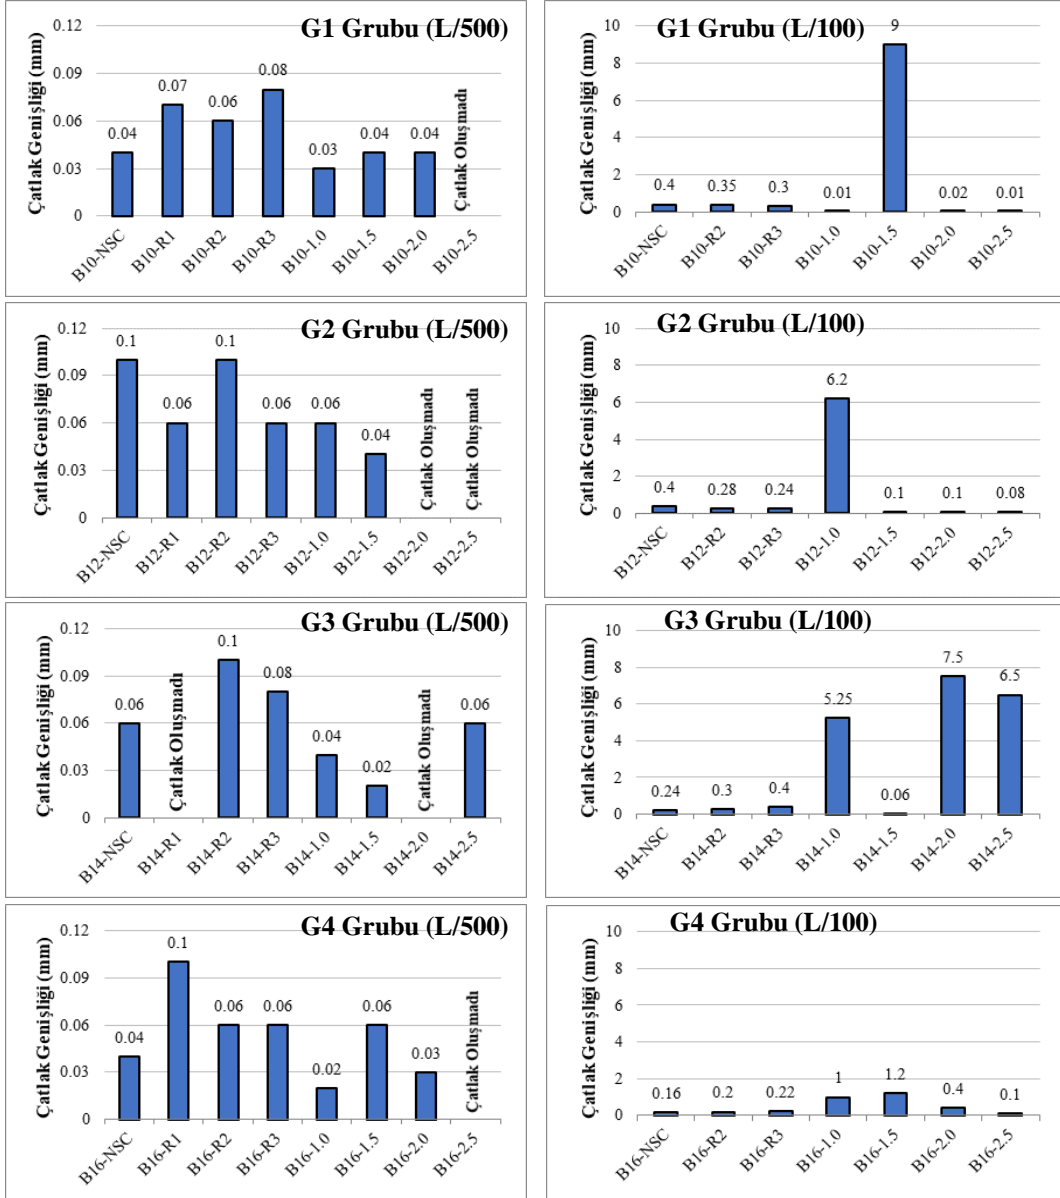 G1 Grubu (L/500)
Çatlak Genişliği (mm)
0.12
0.09
0.06
0.03
0
0.04
0.07
0.06
0.08
0.03
0.04
0.04
Çatlak Oluşmadı
B10-NSC
B10-R1
B10-R2
B10-R3
B10-1.0
B10-1.5
B10-2.0
B10-2.5
G1 Grubu (L/100)
Çatlak Genişliği (mm)
10
8
6
4
2
0
0.4
0.35
0.3
0.01
9
0.02
0.01
B10-NSC
B10-R2
B10-R3
B10-1.0
B10-1.5
B10-2.0
B10-2.5
G2 Grubu (L/500)
Çatlak Genişliği (mm)
0.12
0.09
0.06
0.03
0
0.1
0.06
0.1
0.06
0.06
0.04
Çatlak Oluşmadı
Çatlak Oluşmadı
B12-NSC
B12-R1
B12-R2
B12-R3
B12-1.0
B12-1.5
B12-2.0
B12-2.5
G2 Grubu (L/100)
Çatlak Genişliği (mm)
10
8
6
4
2
0
0.4
0.28
0.24
6.2
0.1
0.1
0.08
B12-NSC
B12-R2
B12-R3
B12-1.0
B12-1.5
B12-2.0
B12-2.5
G3 Grubu (L/500)
Çatlak Genişliği (mm)
0.12
0.09
0.06
0.03
0
0.06
Çatlak Oluşmadı
0.1
0.08
0.04
0.02
Çatlak Oluşmadı
0.06
B14-NSC
B14-R1
B14-R2
B14-R3
B14-1.0
B14-1.5
B14-2.0
B14-2.5
G3 Grubu (L/100)
Çatlak Genişliği (mm)
10
8
6
4
2
0
0.24
0.3
0.4
5.25
0.06
7.5
6.5
B14-NSC
B14-R2
B14-R3
B14-1.0
B14-1.5
B14-2.0
B14-2.5
G4 Grubu (L/500)
Çatlak Genişliği (mm)
0.12
0.09
0.06
0.03
0
0.04
0.1
0.06
0.06
0.02
0.06
0.03
Çatlak Oluşmadı
B16-NSC
B16-R1
B16-R2
B16-R3
B16-1.0
B16-1.5
B16-2.0
B16-2.5
G4 Grubu (L/100)
Çatlak Genişliği (mm)
10
8
6
4
2
0
0.16
0.2
0.22
1
1.2
0.4
0.1
B16-NSC
B16-R2
B16-R3
B16-1.0
B16-1.5
B16-2.0
B16-2.5